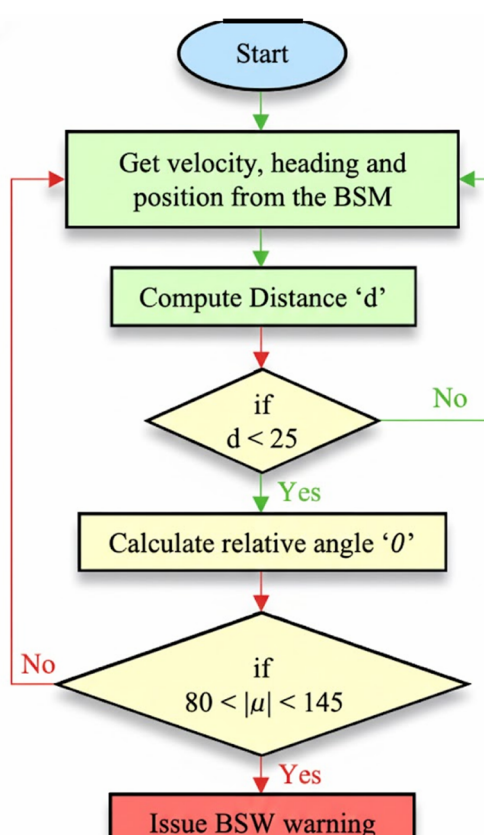 Start
Get velocity, heading and
position from the BSM
Compute Distance ‘d’
if
d < 25
No
Yes
Calculate relative angle ‘0’
if
80 < |μ| < 145
No
Yes
Issue BSW warning